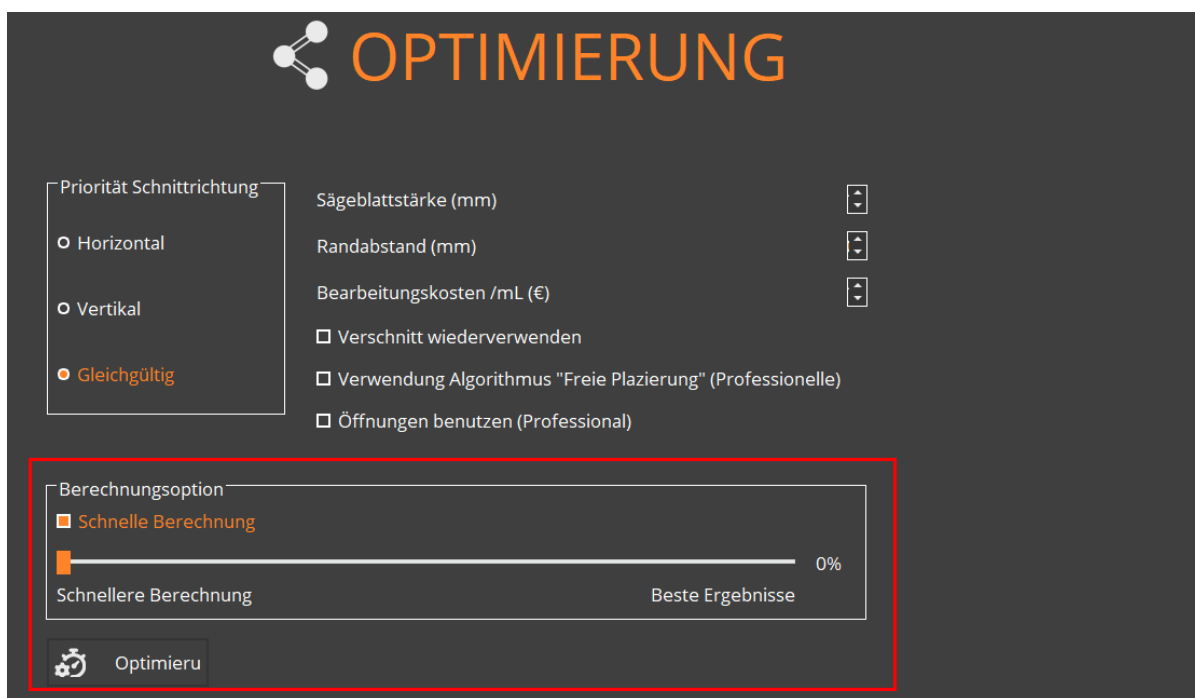 OPTIMIERUNG
Priorität Schnittrichtung
Horizontal
Vertikal
Gleichgültig
Sägeblattstärke (mm)
Randabstand (mm)
Bearbeitungskosten /mL (€)
Verschnitt wiederverwenden
Verwendung Algorithmus "Freie Plazierung" (Professionelle)
Öffnungen benutzen (Professional)
Berechnungsoption
Schnelle Berechnung
0%
Schnellere Berechnung Beste Ergebnisse
Optimieru